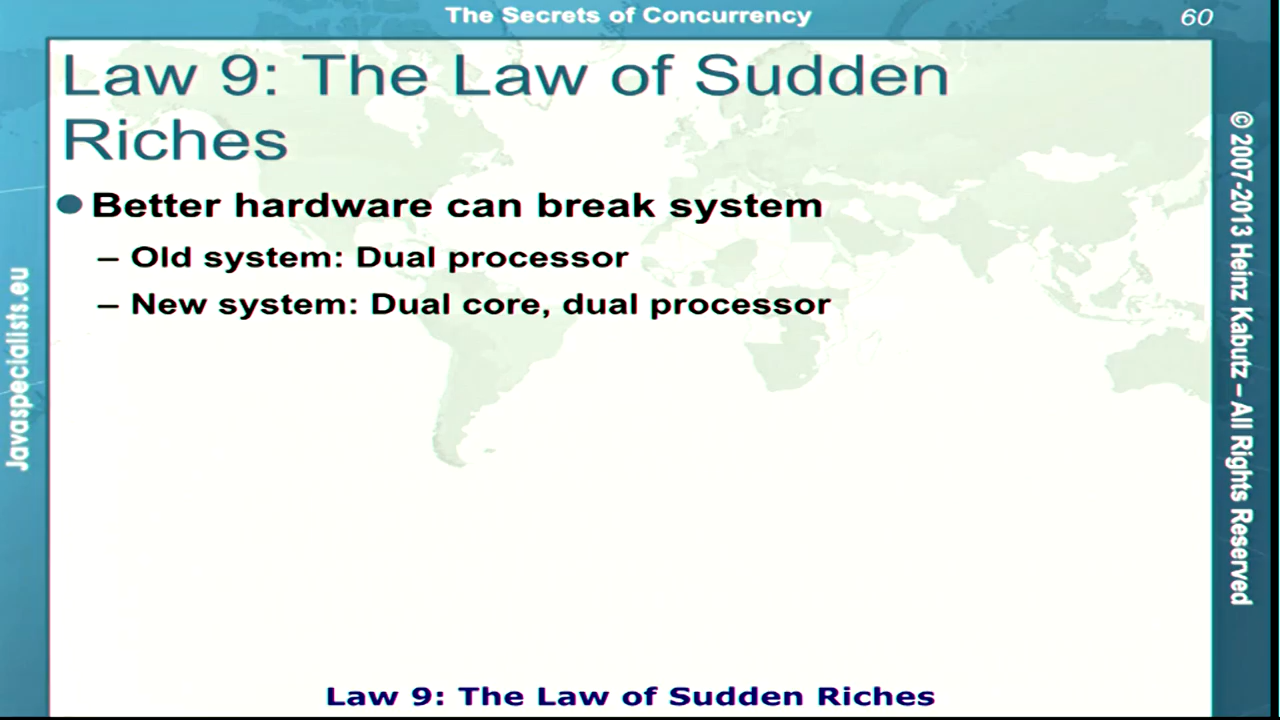 The Secrets of Concurrency
60
Law 9: The Law of Sudden
Riches
Better hardware can break system
– Old system: Dual processor
– New system: Dual core, dual processor
Javaspecialists.eu
© 2007-2013 Heinz Kabutz – All Rights Reserved
Law 9: The Law of Sudden Riches